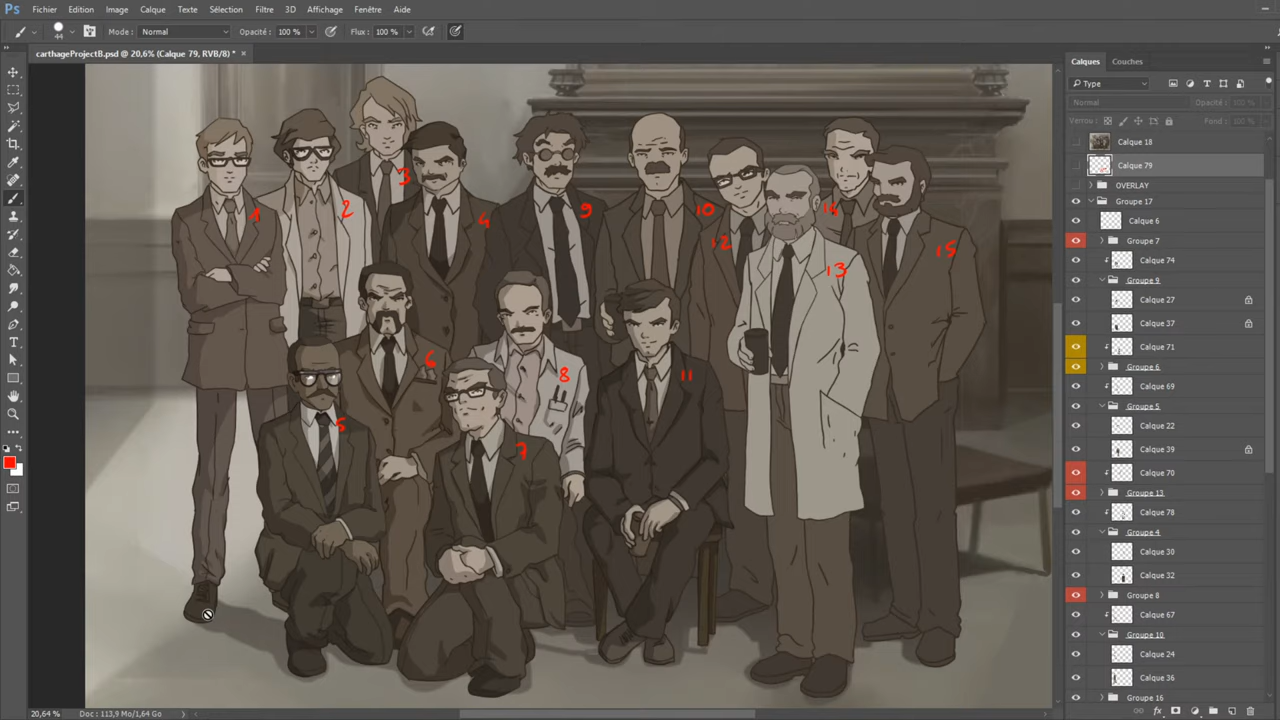 Ps Fichier Edition Image Calque Texte Sélection Filtre 3D Affichage Fenêtre Aide
44 Mode : Normal Opacité : 100 % Flux : 100 %
carthageProjectB.psd @ 20,6% (Calque 79, RVB/8) * ×
Calques Couches
Type
Normal Opacité : 100 %
Verrou : Fond : 100 %
Calque 18
Calque 79
OVERLAY
Groupe 17
Calque 6
Groupe 7
Calque 74
Groupe 9
Calque 27
Calque 37
Calque 71
Groupe 6
Calque 69
Groupe 5
Calque 22
Calque 39
Calque 70
Groupe 13
Calque 78
Groupe 4
Calque 30
Calque 32
Groupe 8
Calque 67
Groupe 10
Calque 24
Calque 36
Groupe 16
1
2
3
4
9
10
12
14
13
15
5
6
7
8
11
20,64 % Doc : 113,9 Mo/1,64 Go
fx